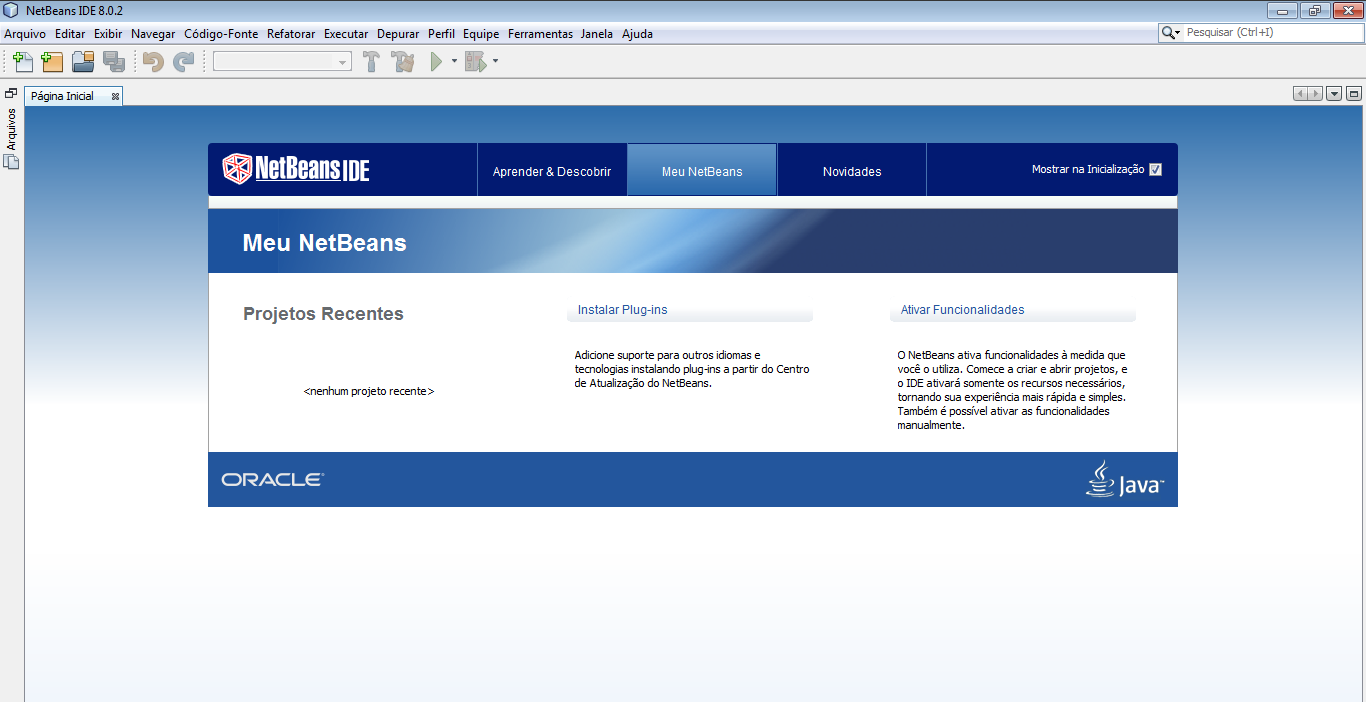 NetBeans IDE 8.0.2
Arquivo Editar Exibir Navegar Código-Fonte Refatorar Executar Depurar Perfil Equipe Ferramentas Janela Ajuda
Pesquisar (Ctrl+I)
Página Inicial
Arquivos
NetBeans IDE
Aprender & Descobrir
Meu NetBeans
Novidades
Mostrar na Inicialização
Meu NetBeans
Projetos Recentes
<nenhum projeto recente>
Instalar Plug-ins
Adicione suporte para outros idiomas e
tecnologias instalando plug-ins a partir do Centro
de Atualização do NetBeans.
Ativar Funcionalidades
O NetBeans ativa funcionalidades à medida que
você o utiliza. Comece a criar e abrir projetos, e
o IDE ativará somente os recursos necessários,
tornando sua experiência mais rápida e simples.
Também é possível ativar as funcionalidades
manualmente.
ORACLE
Java